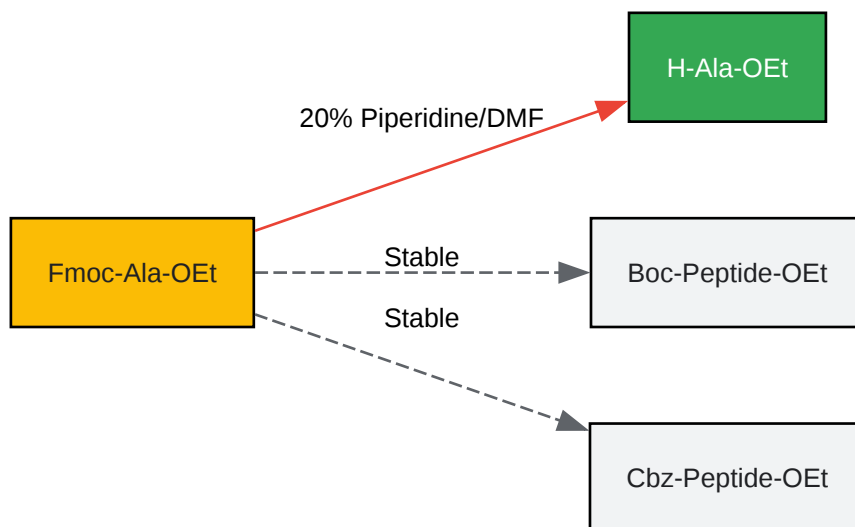 H-Ala-OEt
20% Piperidine/DMF
Fmoc-Ala-OEt
Stable
Boc-Peptide-OEt
Stable
Cbz-Peptide-OEt